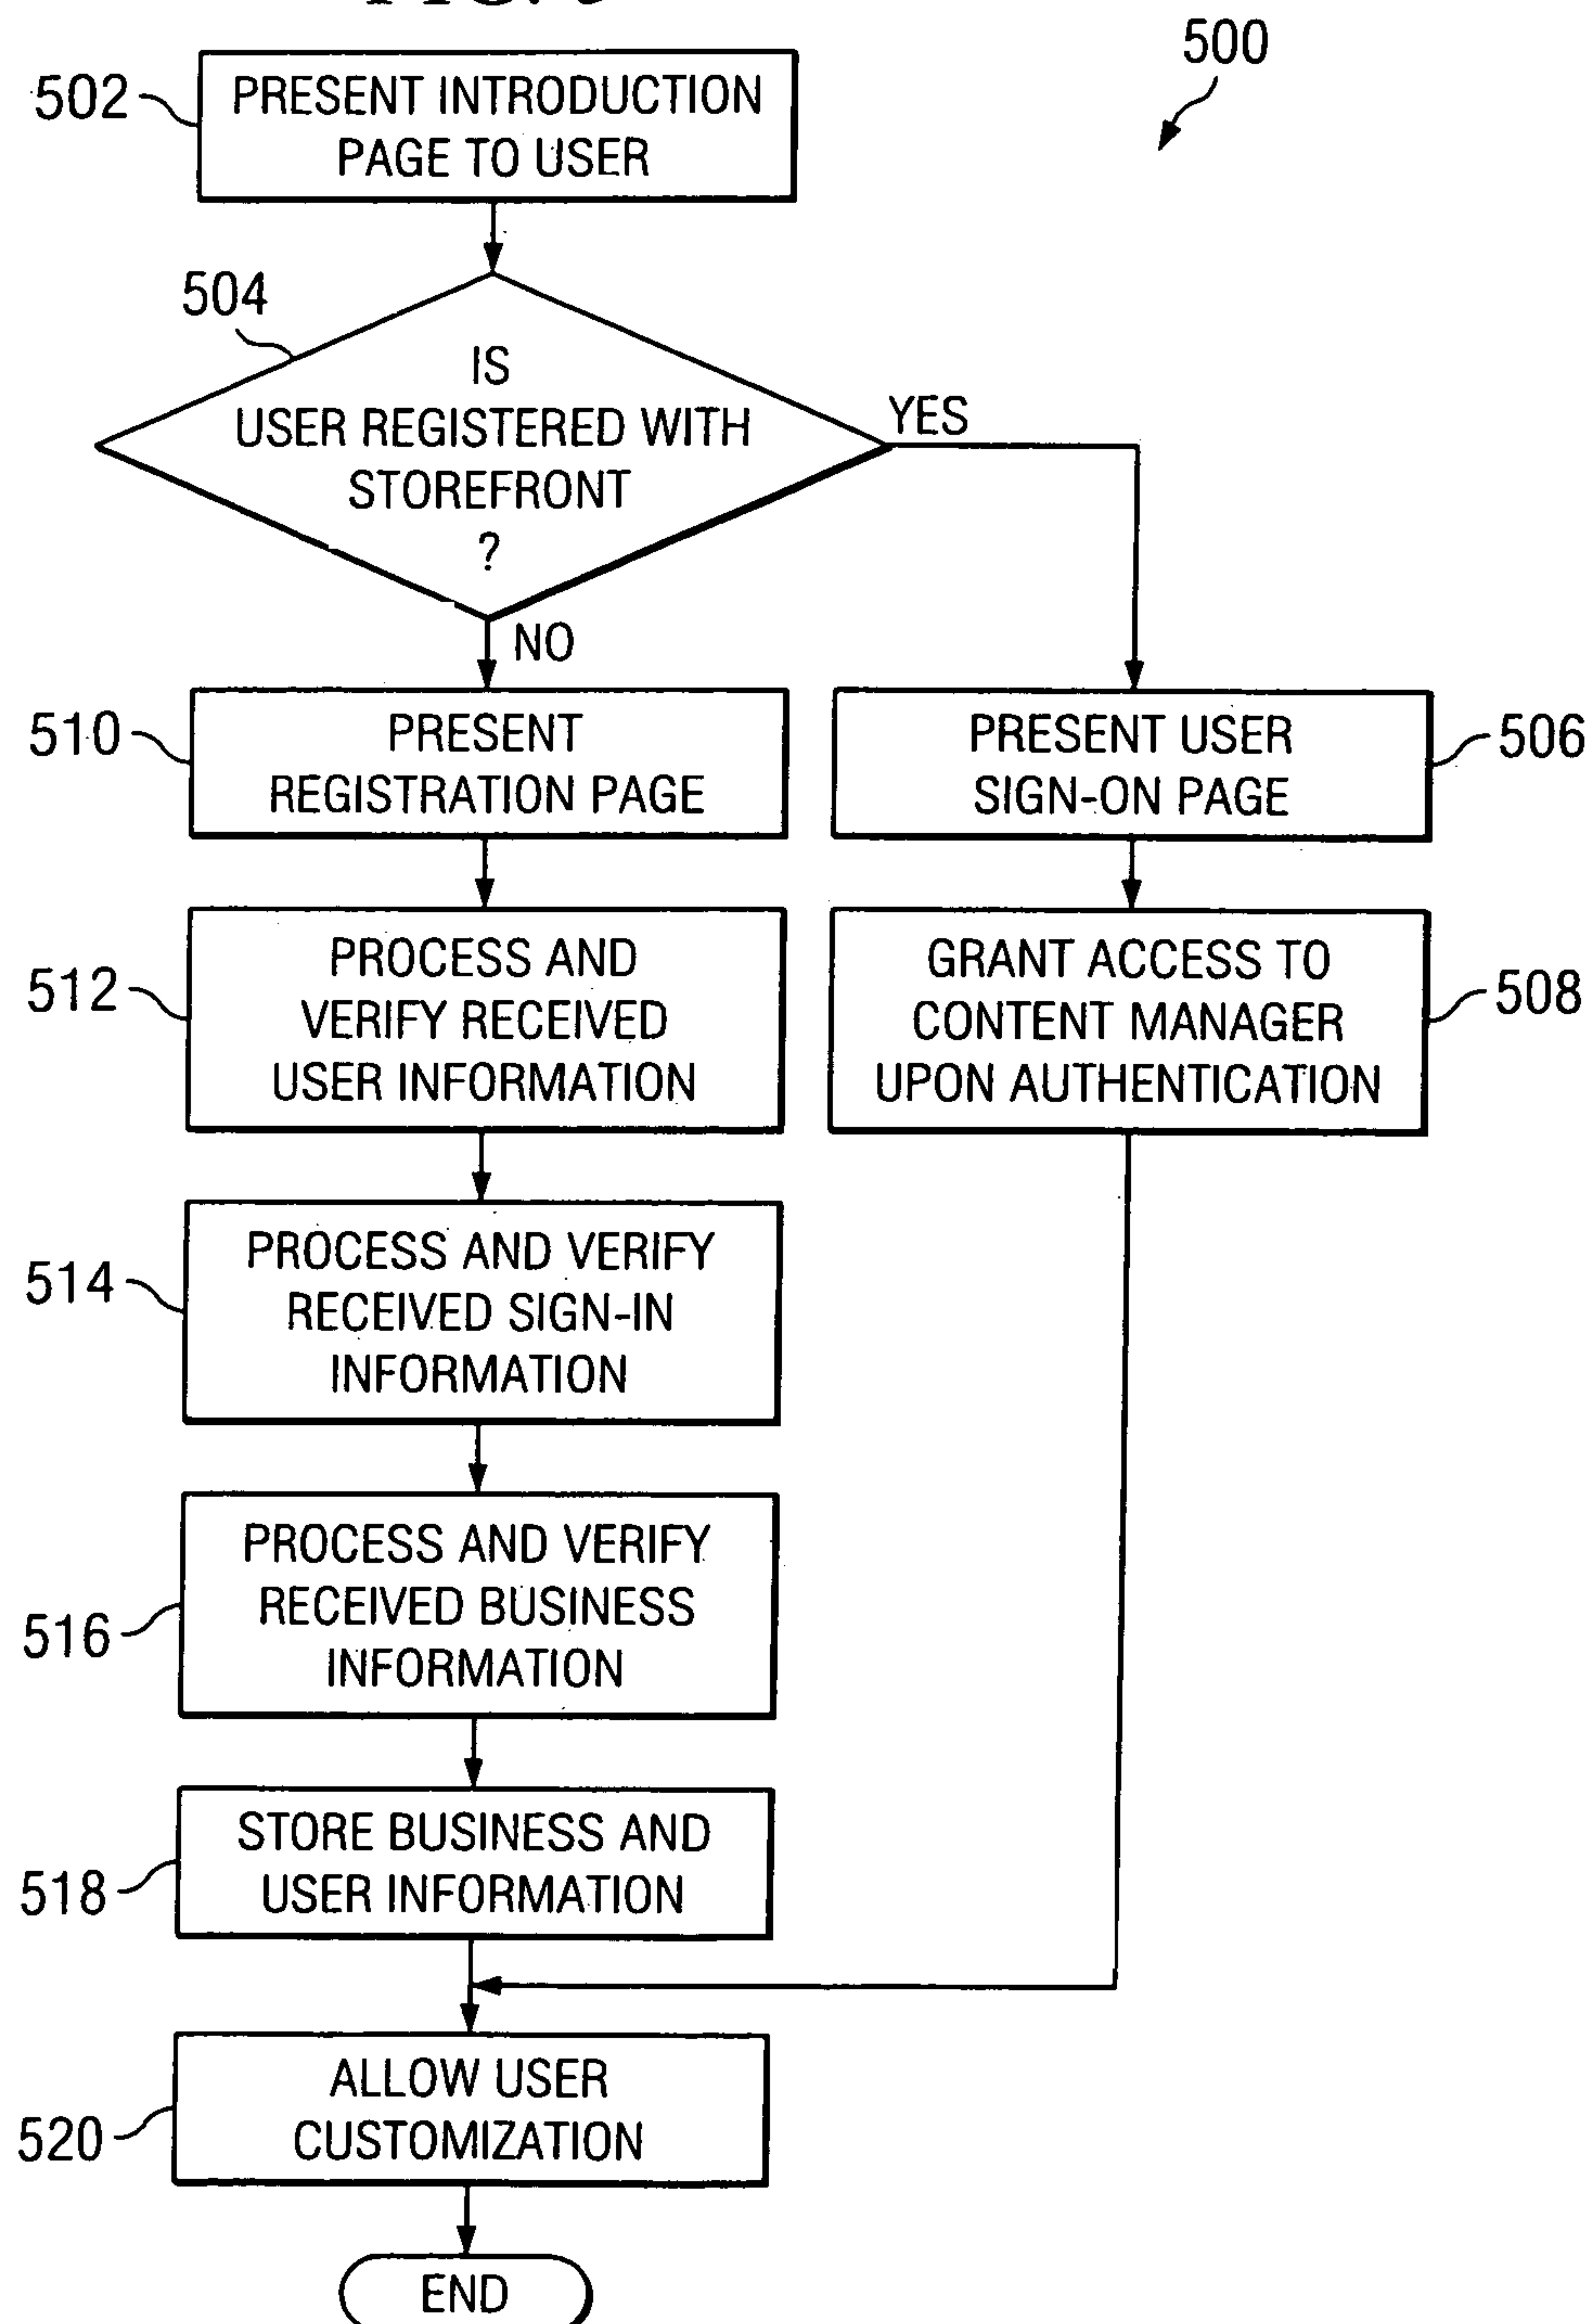 500
502
PRESENT INTRODUCTION
PAGE TO USER
504
IS
USER REGISTERED WITH
STOREFRONT
?
YES
NO
510
PRESENT
REGISTRATION PAGE
PRESENT USER
SIGN-ON PAGE
506
512
PROCESS AND
VERIFY RECEIVED
USER INFORMATION
GRANT ACCESS TO
CONTENT MANAGER
UPON AUTHENTICATION
508
514
PROCESS AND VERIFY
RECEIVED SIGN-IN
INFORMATION
516
PROCESS AND VERIFY
RECEIVED BUSINESS
INFORMATION
518
STORE BUSINESS AND
USER INFORMATION
520
ALLOW USER
CUSTOMIZATION
END